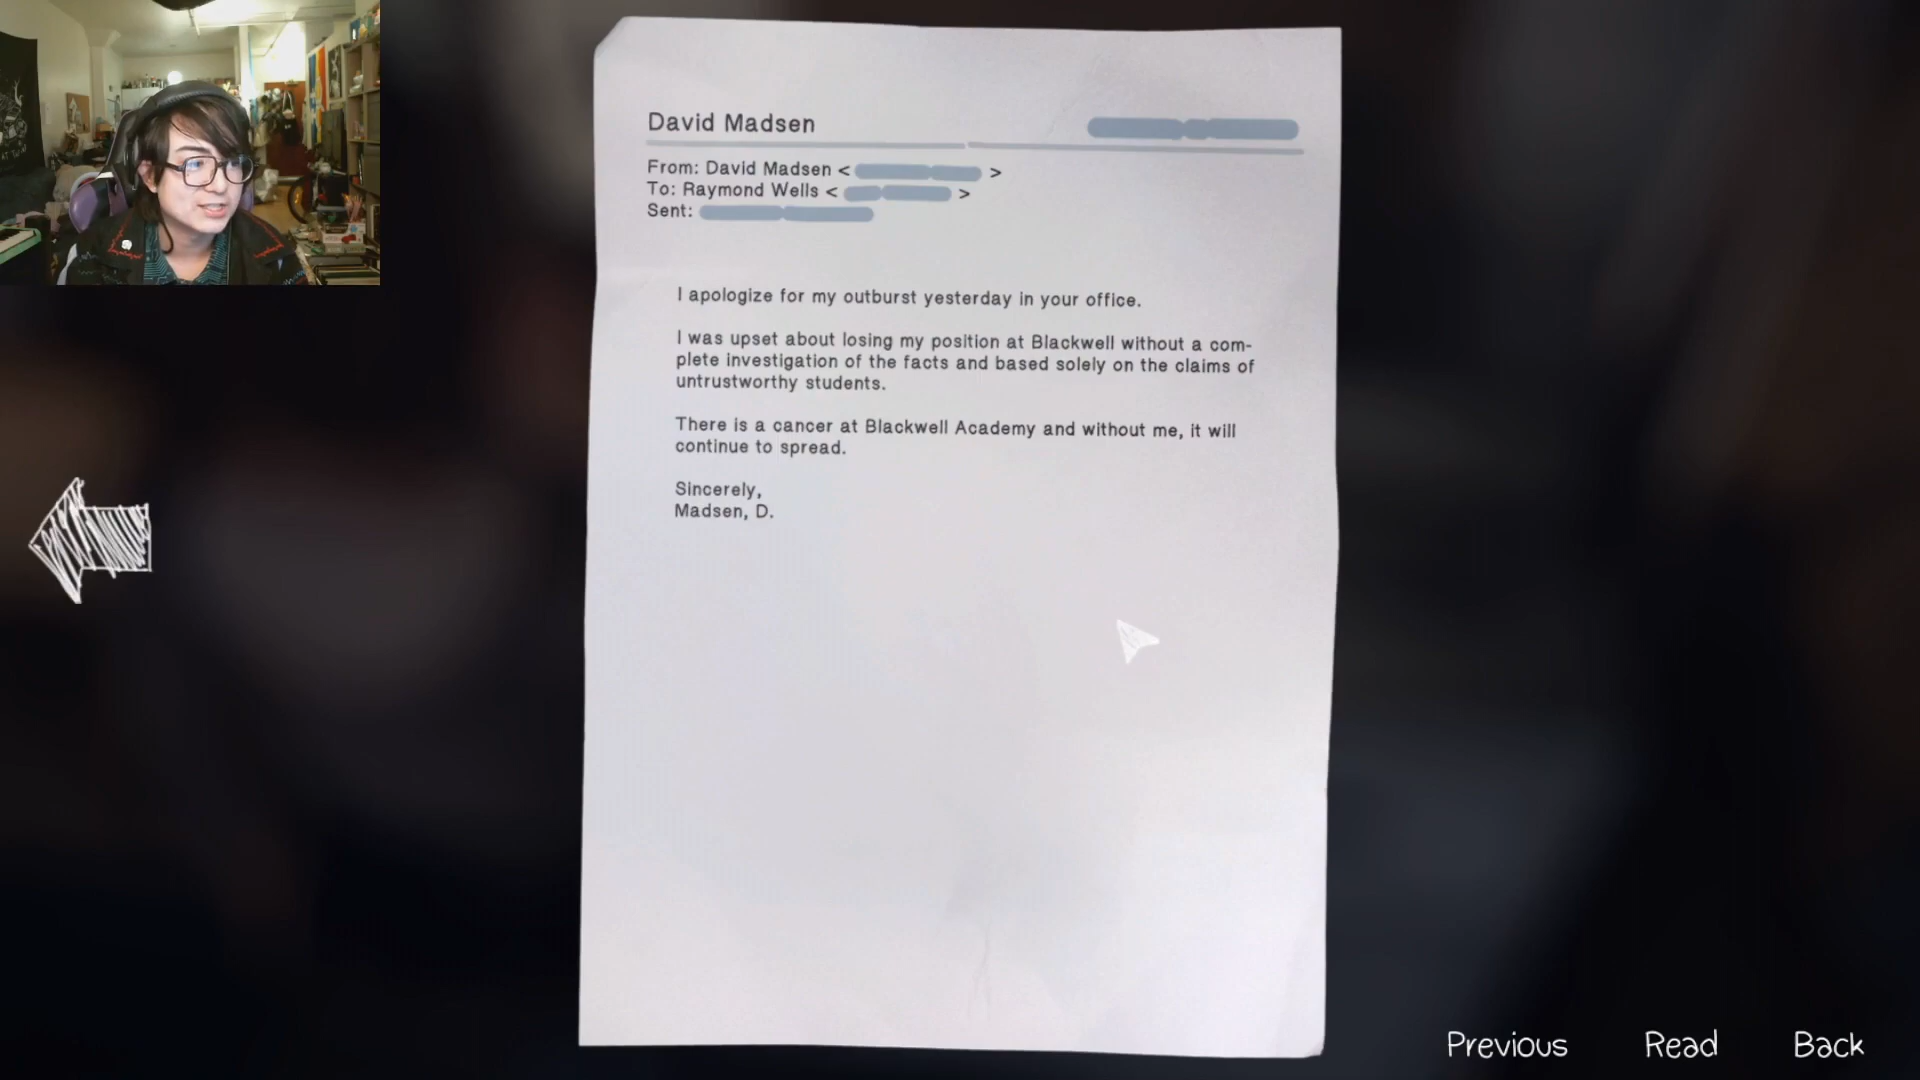 David Madsen
From: David Madsen < >
To: Raymond Wells < >
Sent:
I apologize for my outburst yesterday in your office.
I was upset about losing my position at Blackwell without a com-
plete investigation of the facts and based solely on the claims of
untrustworthy students.
There is a cancer at Blackwell Academy and without me, it will
continue to spread.
Sincerely,
Madsen, D.
Previous Read Back